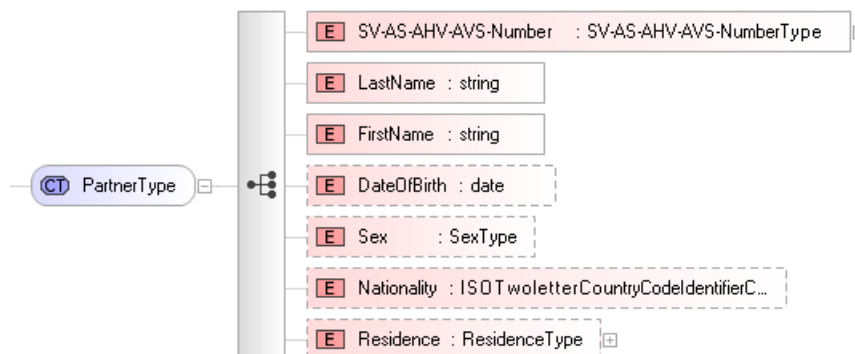 E SV-AS-AHV-AVS-Number : SV-AS-AHV-AVS-NumberType
E LastName : string
E FirstName : string
CT PartnerType
E DateOfBirth : date
E Sex : SexType
E Nationality : ISOTwoletterCountryCodeIdentifierC...
E Residence : ResidenceType